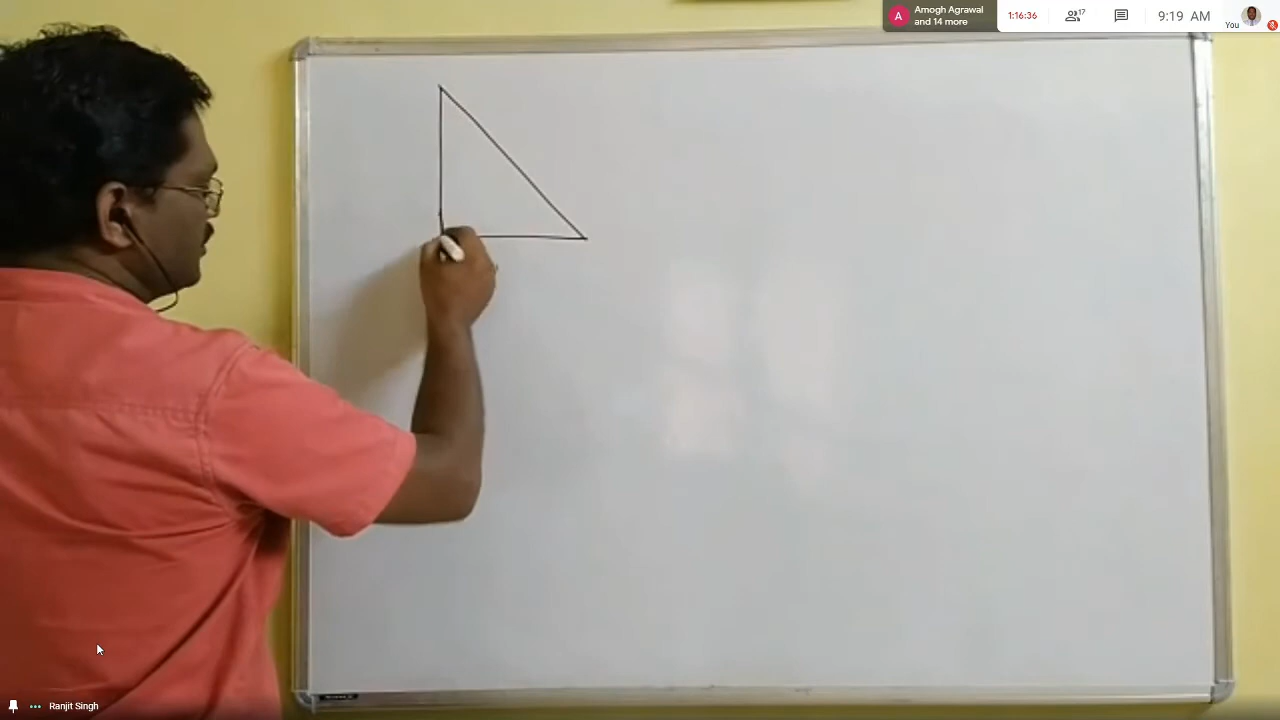 A
Amogh Agrawal
and 14 more
1:16:36
17
9:19 AM
You
Ranjit Singh